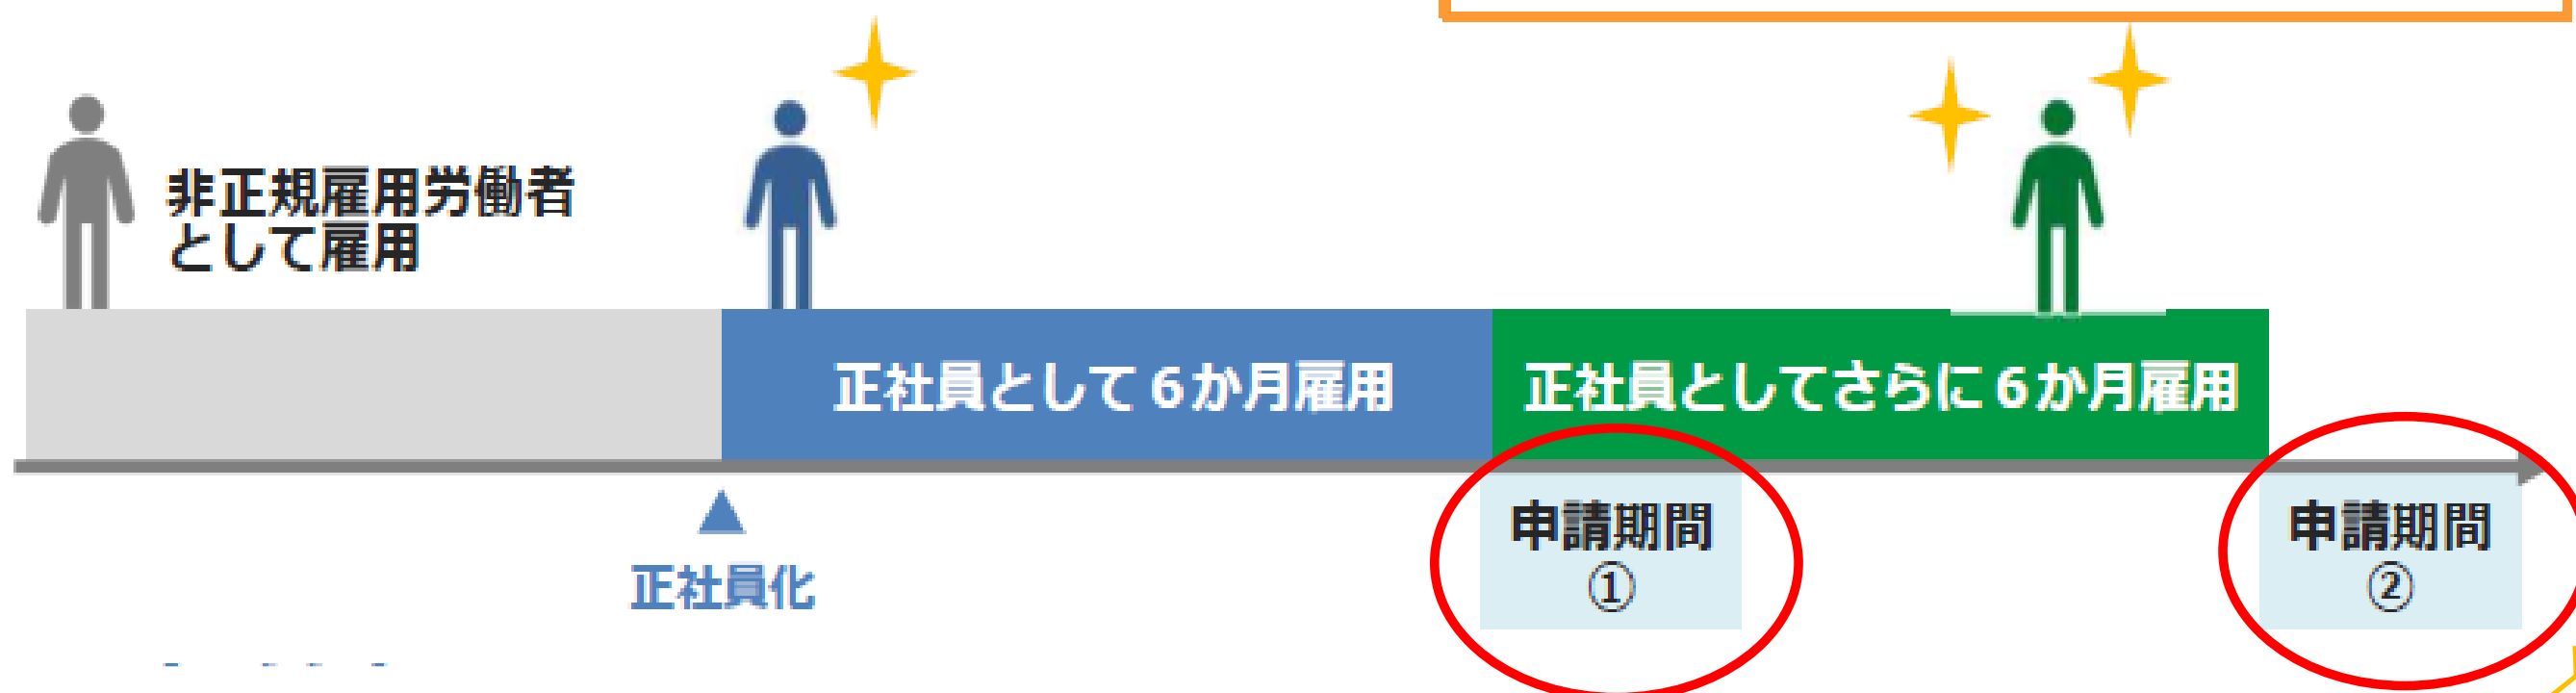 非正規雇用労働者
として雇用
正社員として6か月雇用
正社員としてさらに6か月雇用
正社員化
申請期間
①
申請期間
②